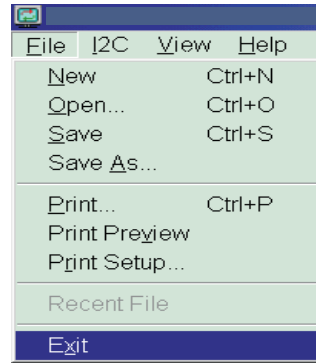 File I2C View Help
New Ctrl+N
Open... Ctrl+O
Save Ctrl+S
Save As...
Print... Ctrl+P
Print Preview
Print Setup...
Recent File
Exit